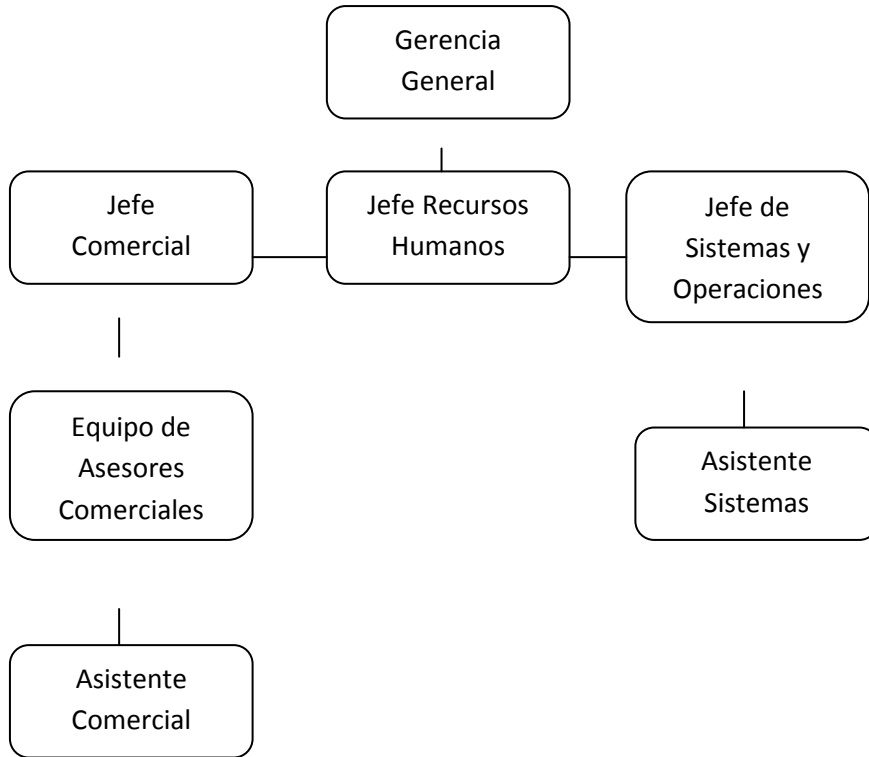 Gerencia
General
Jefe
Comercial
Jefe Recursos
Humanos
Jefe de
Sistemas y
Operaciones
Equipo de
Asesores
Comerciales
Asistente
Sistemas
Asistente
Comercial